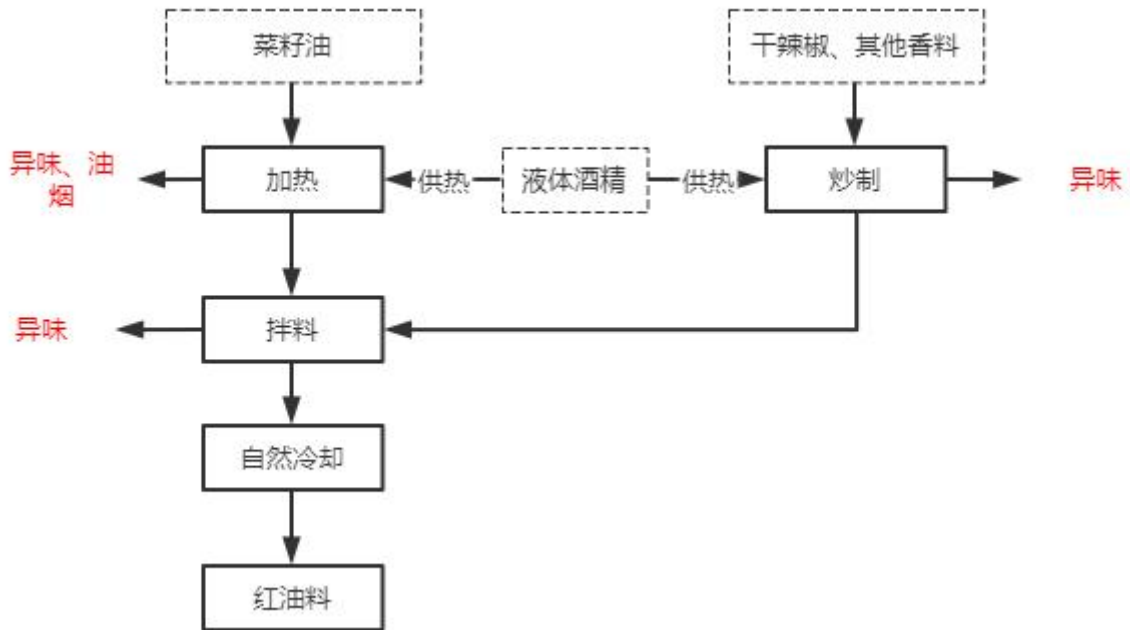 菜籽油
干辣椒、其他香料
异味、油
烟
加热
供热
液体酒精
供热
炒制
异味
异味
拌料
自然冷却
红油料